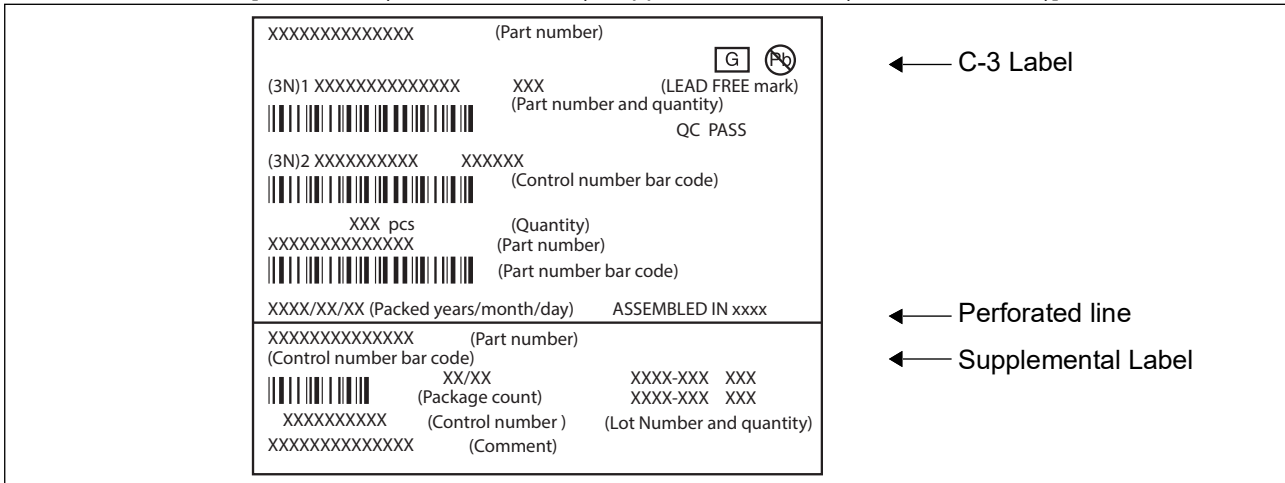 XXXXXXXXXXXXXX (Part number)
G Pb
C-3 Label
(3N)1 XXXXXXXXXXXXXX XXX (LEAD FREE mark)
(Part number and quantity)
QC PASS
(3N)2 XXXXXXXXXX XXXXXX
(Control number bar code)
XXX pcs (Quantity)
XXXXXXXXXXXXXX (Part number)
(Part number bar code)
XXXX/XX/XX (Packed years/month/day) ASSEMBLED IN xxxx
Perforated line
XXXXXXXXXXXXXX (Part number)
(Control number bar code)
Supplemental Label
XX/XX XXXX-XXX XXX
(Package count) XXXX-XXX XXX
XXXXXXXXXX (Control number ) (Lot Number and quantity)
XXXXXXXXXXXXXX (Comment)